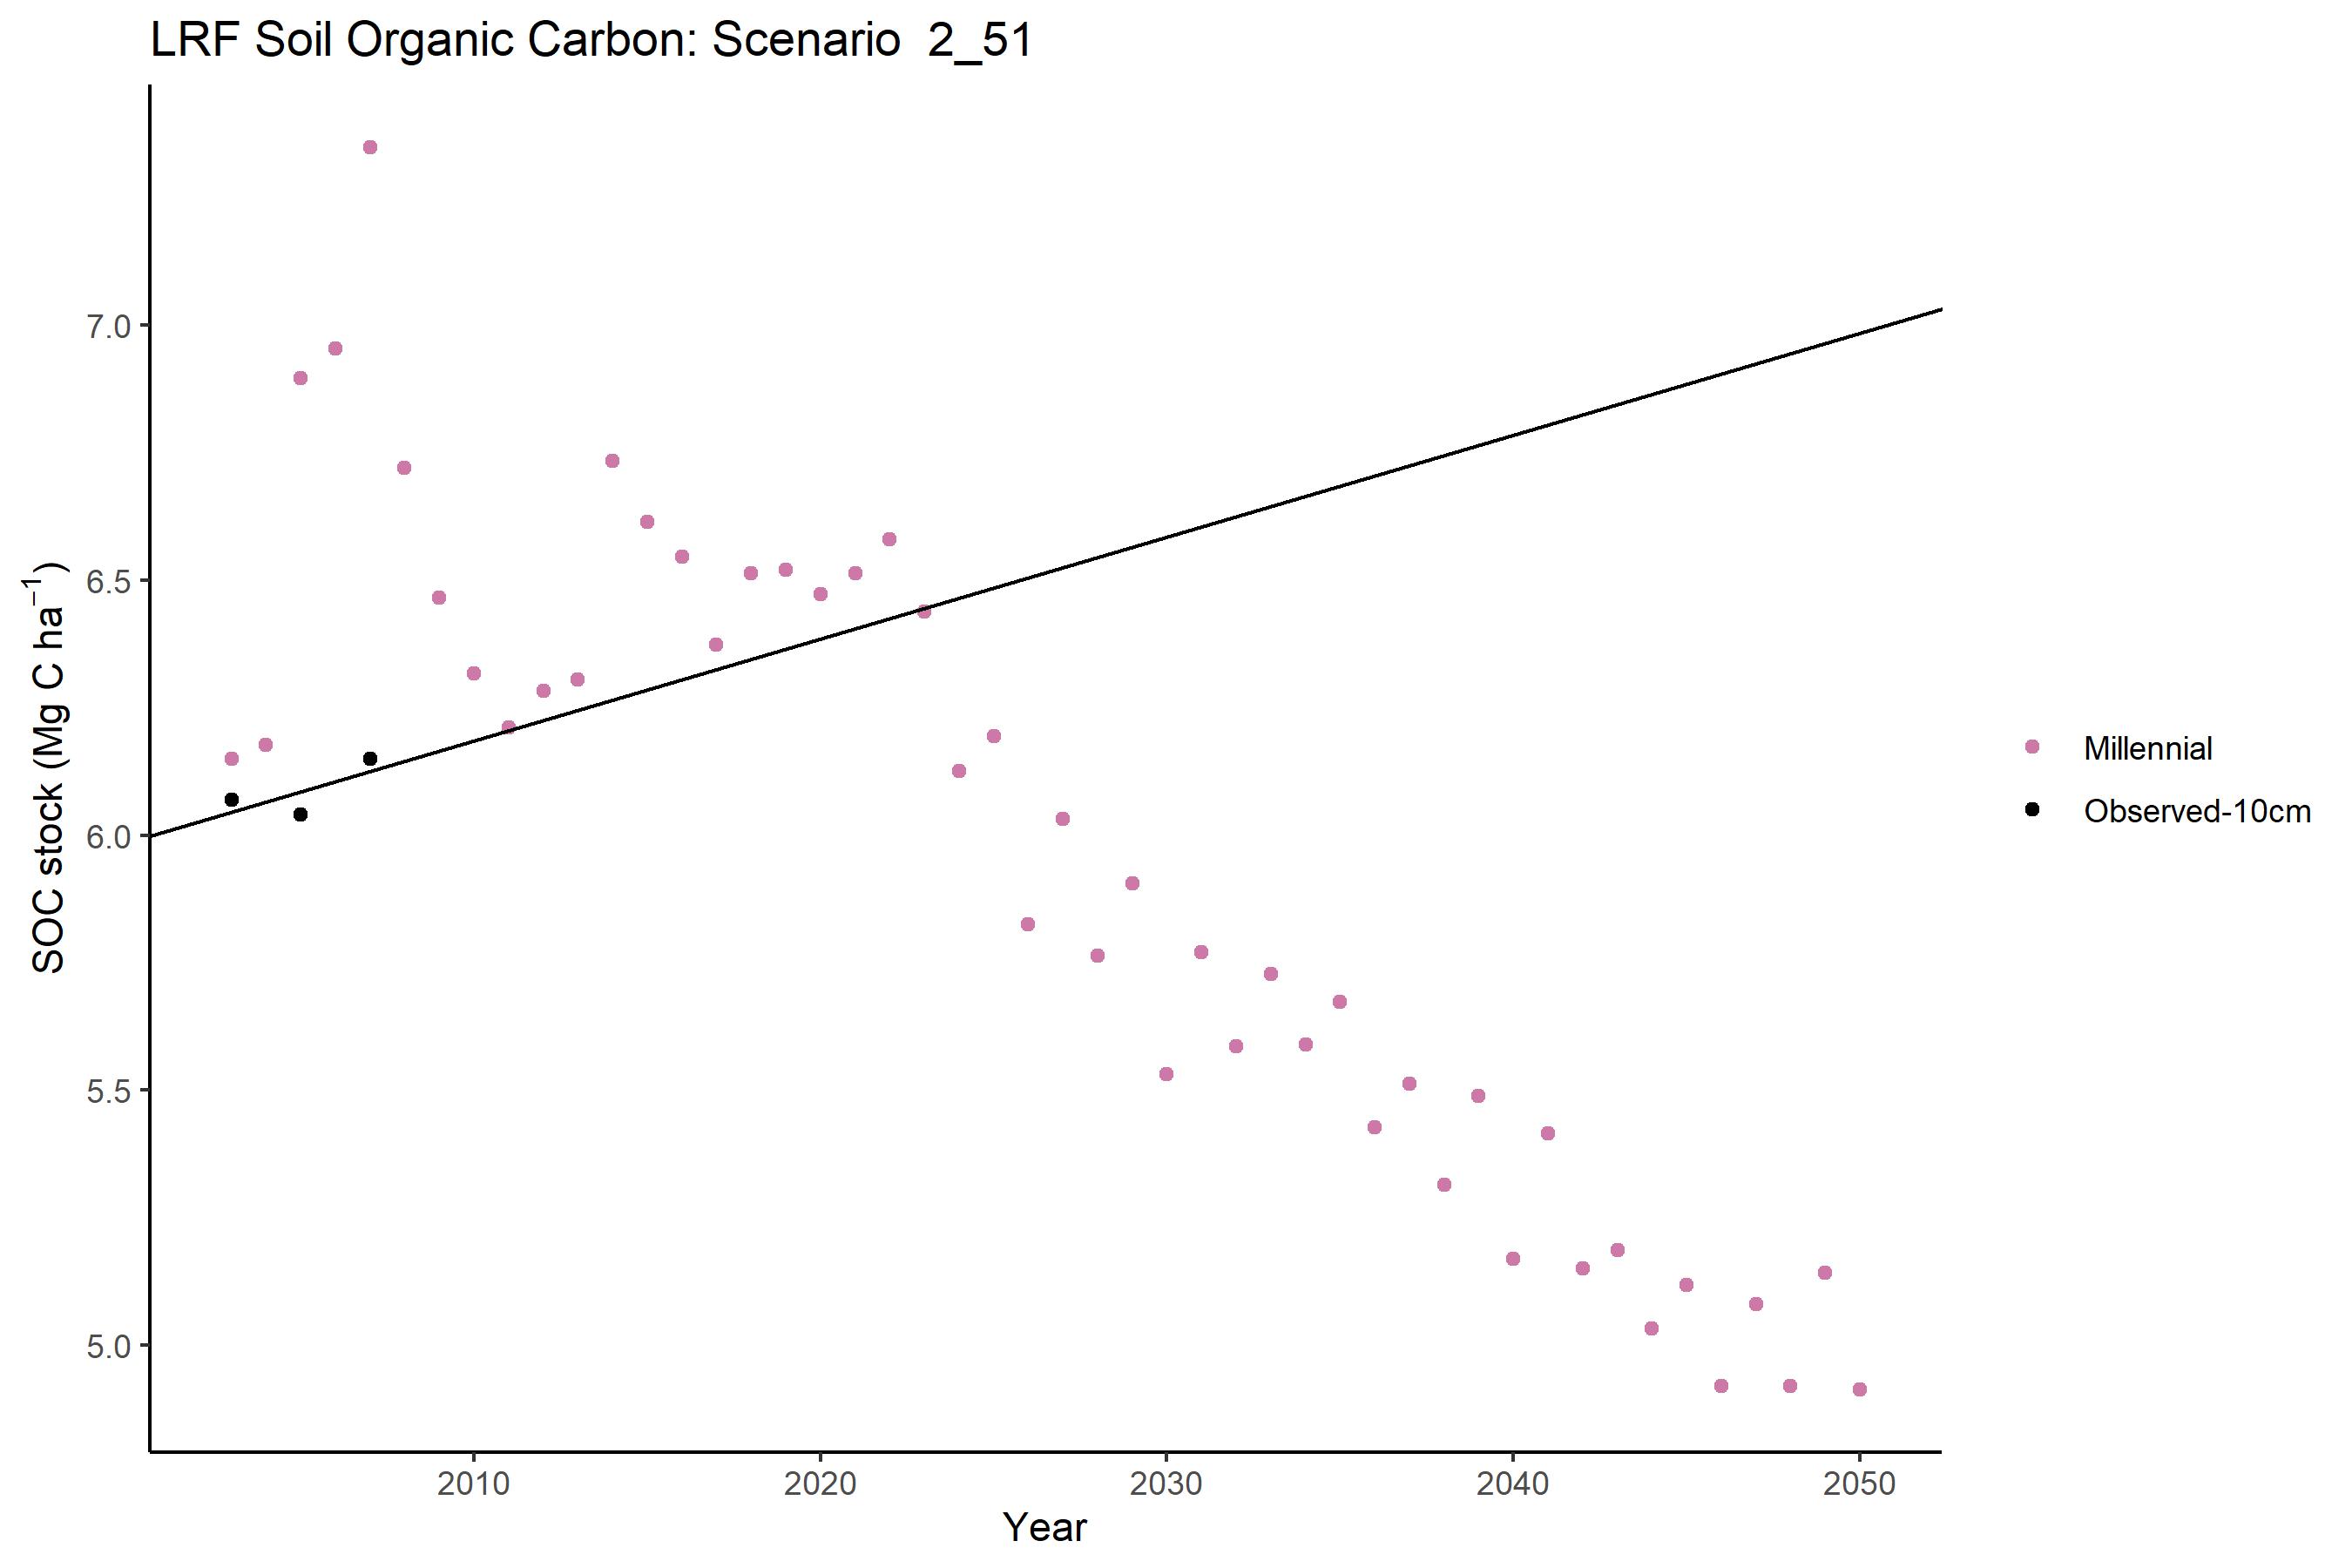 LRF Soil Organic Carbon: Scenario  2_51
7.0
6.5
6.0
5.5
5.0
SOC stock (Mg C ha⁻¹)
2010
2020
2030
2040
2050
Year
Millennial
Observed-10cm